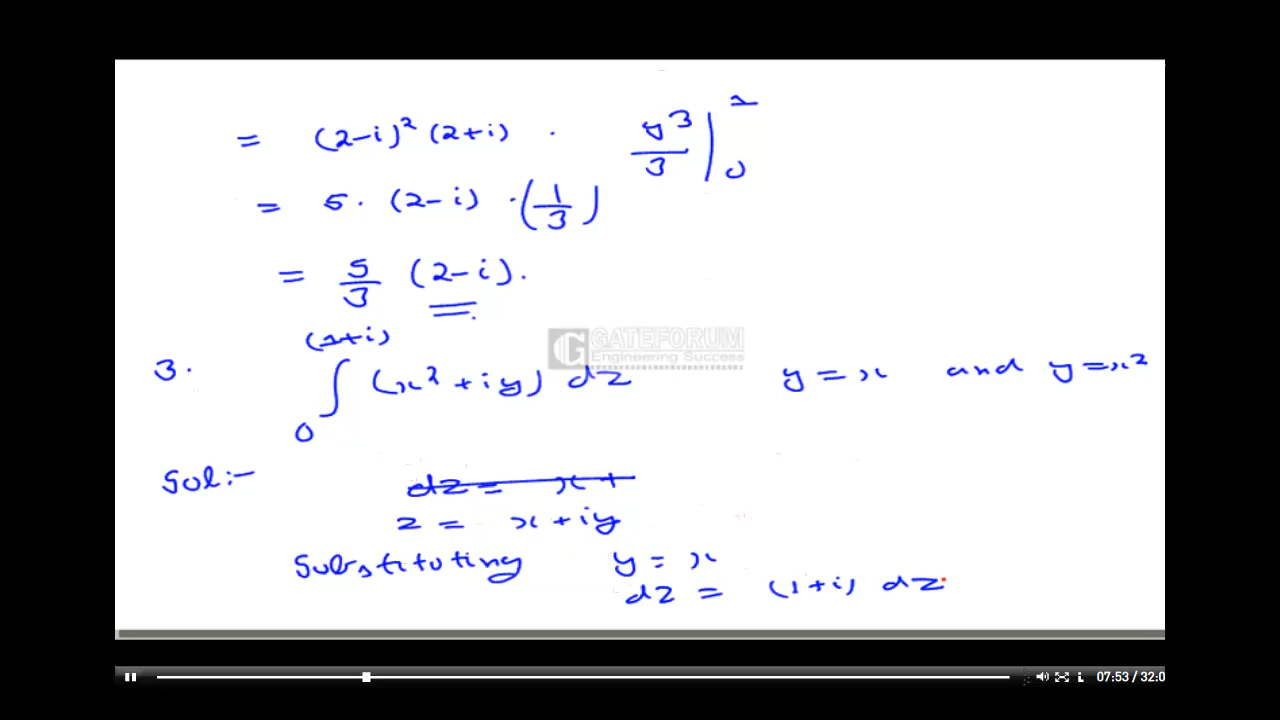 = (2-i)² (2+i) · y³/3 |₀¹
= 5 · (2-i) · (1/3)
= 5/3 (2-i).
3. ∫₀^(1+i) (x² + iy) dz y = x and y = x²
GATEFORUM
Engineering Success
Sol:-
dz = x +
z = x + iy
Substituting y = x
dz = (1+i) dz
07:53 / 32:0